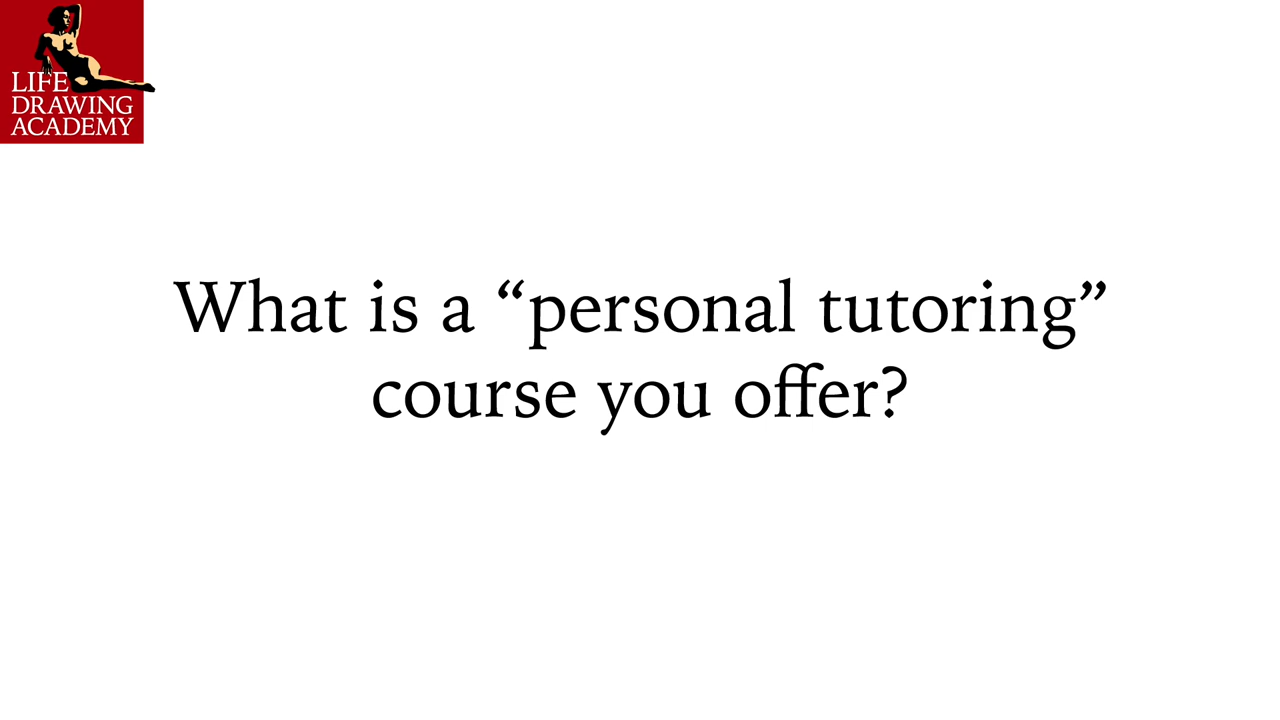 LIFE
DRAWING
ACADEMY
What is a “personal tutoring”
course you offer?